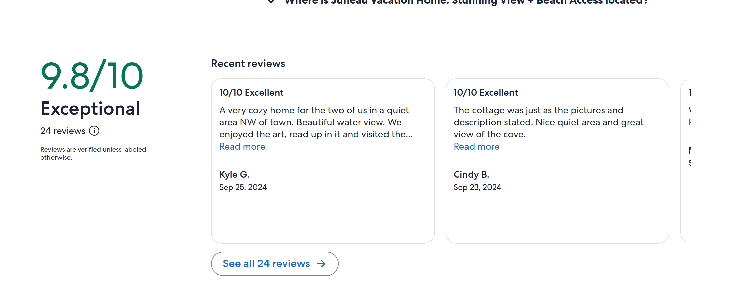 Where is Juneau Vacation Home: Stunning View + Beach Access located?
9.8/10
Exceptional
24 reviews
Reviews are verified unless labeled
otherwise.
Recent reviews
10/10 Excellent
A very cozy home for the two of us in a quiet
area NW of town. Beautiful water view. We
enjoyed the art, read up in it and visited the...
Read more
Kyle G.
Sep 25, 2024
10/10 Excellent
The cottage was just as the pictures and
description stated. Nice quiet area and great
view of the cove.
Read more
Cindy B.
Sep 23, 2024
See all 24 reviews